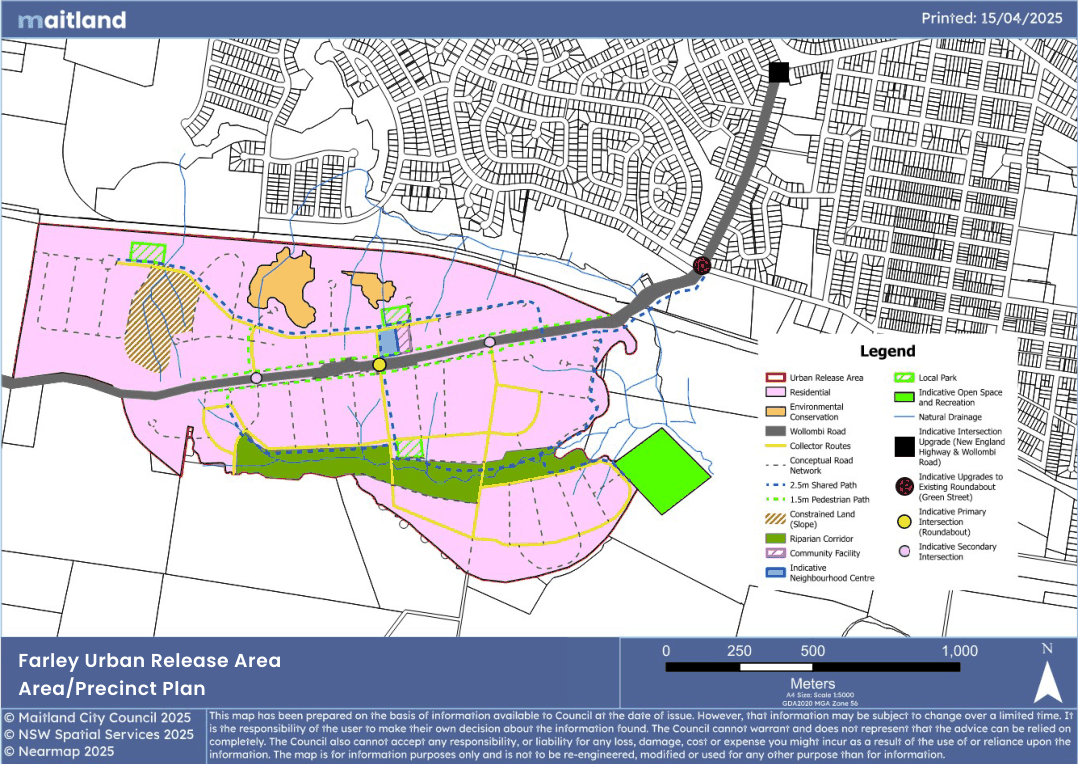 maitland
Printed: 15/04/2025
R
Legend
Urban Release Area
Residential
Environmental
Conservation
Wollombi Road
Collector Routes
Conceptual Road
Network
2.5m Shared Path
1.5m Pedestrian Path
Constrained Land
(Slope)
Riparian Corridor
Community Facility
Indicative
Neighbourhood Centre
Local Park
Indicative Open Space
and Recreation
Natural Drainage
Indicative Intersection
Upgrade (New England
Highway & Wollombi
Road)
R
Indicative Upgrades to
Existing Roundabout
(Green Street)
Indicative Primary
Intersection
(Roundabout)
Indicative Secondary
Intersection
Farley Urban Release Area
Area/Precinct Plan
0 250 500 1,000
Meters
A4 Size: Scale 1:5000
GDA2020 MGA Zone 56
N
© Maitland City Council 2025
© NSW Spatial Services 2025
© Nearmap 2025
This map has been prepared on the basis of information available to Council at the date of issue. However, that information may be subject to change over a limited time. It
is the responsibility of the user to make their own decision about the information found. The Council cannot warrant and does not represent that the advice can be relied on
completely. The Council also cannot accept any responsibility, or liability for any loss, damage, cost or expense you might incur as a result of the use of or reliance upon the
information. The map is for information purposes only and is not to be re-engineered, modified or used for any other purpose than for information.